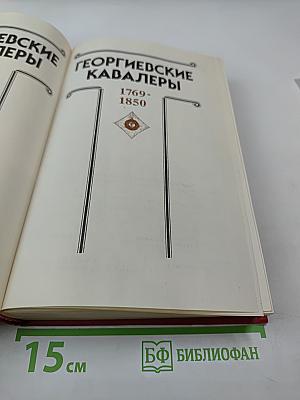 ЕВСКИЕ
ЛЕРЫ
ГЕОРГИЕВСКИЕ
КАВАЛЕРЫ
1769-
1850
15 см
БФ БИБЛИОФАН